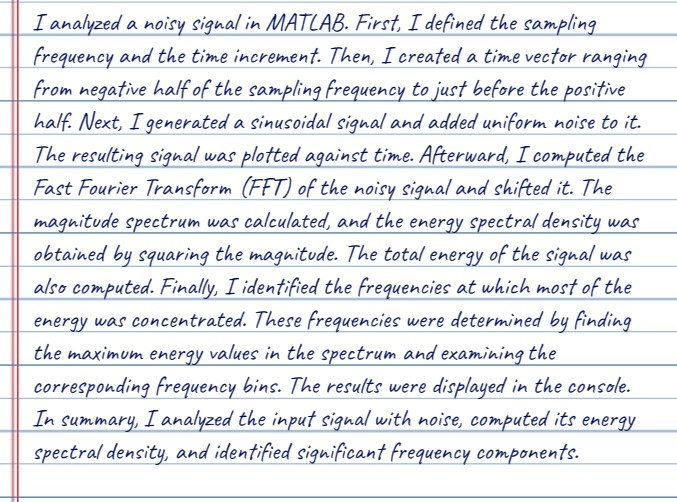 I analyzed a noisy signal in MATLAB. First, I defined the sampling
frequency and the time increment. Then, I created a time vector ranging
from negative half of the sampling frequency to just before the positive
half. Next, I generated a sinusoidal signal and added uniform noise to it.
The resulting signal was plotted against time. Afterward, I computed the
Fast Fourier Transform (FFT) of the noisy signal and shifted it. The
magnitude spectrum was calculated, and the energy spectral density was
obtained by squaring the magnitude. The total energy of the signal was
also computed. Finally, I identified the frequencies at which most of the
energy was concentrated. These frequencies were determined by finding
the maximum energy values in the spectrum and examining the
corresponding frequency bins. The results were displayed in the console.
In summary, I analyzed the input signal with noise, computed its energy
spectral density, and identified significant frequency components.